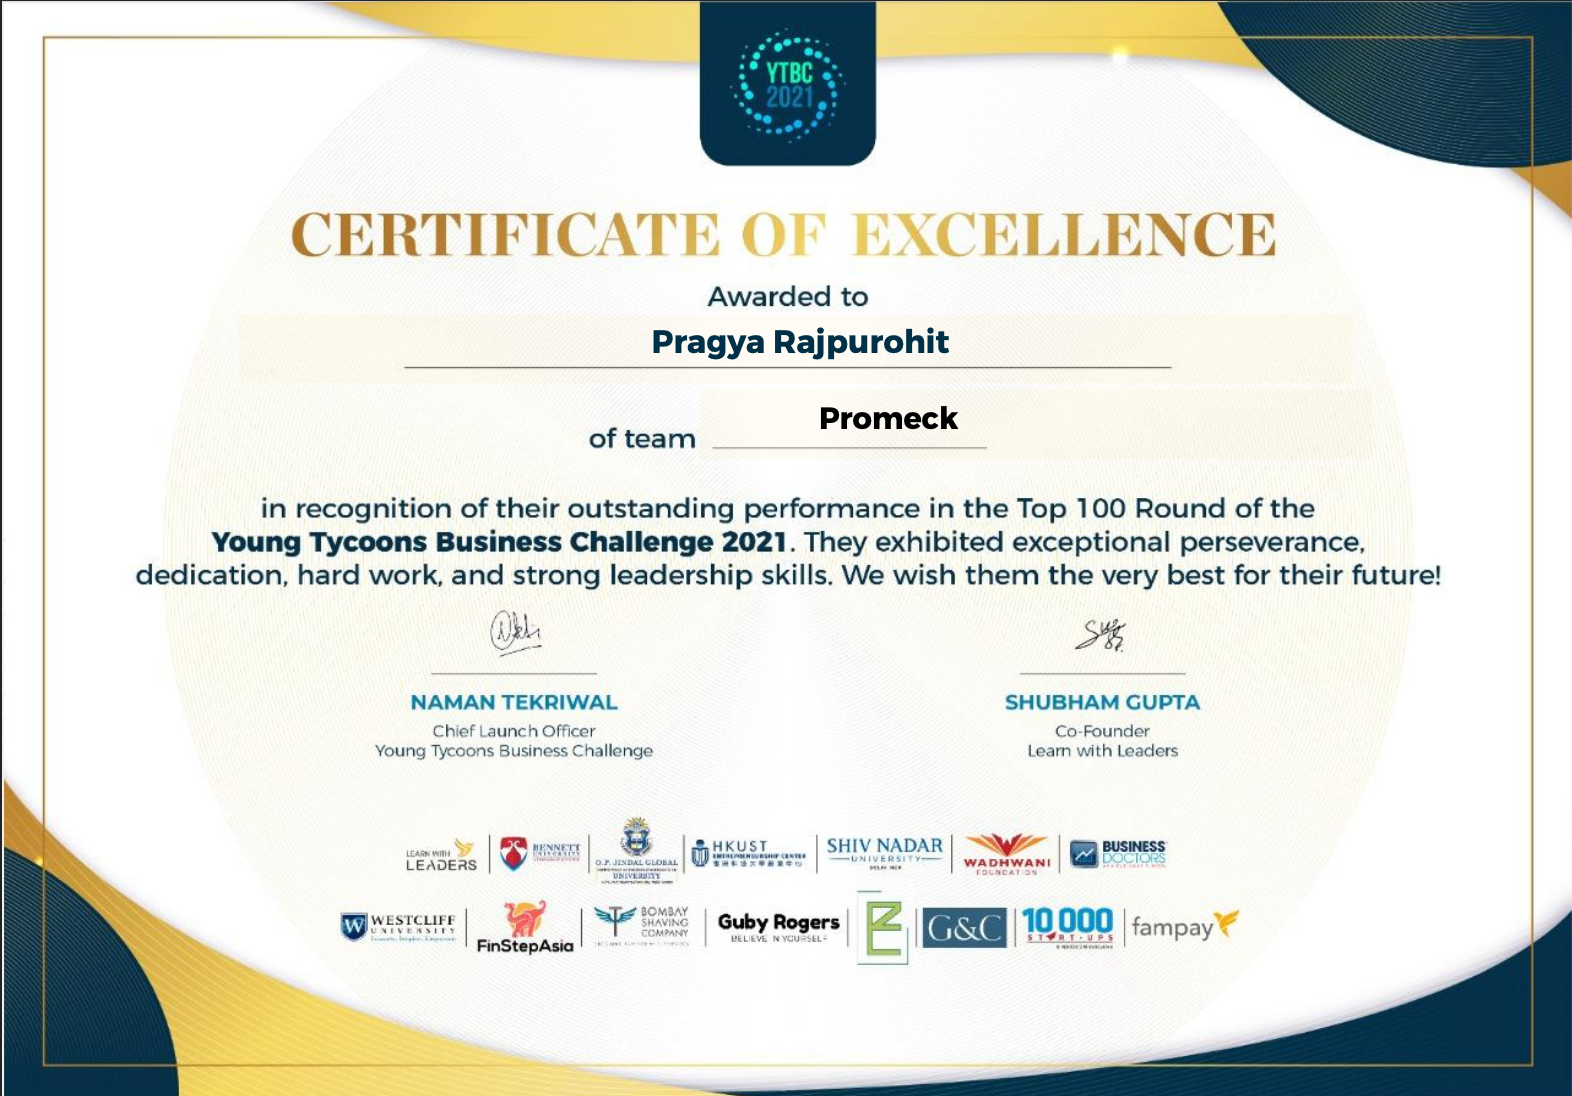 YTBC
2021
CERTIFICATE OF EXCELLENCE
Awarded to
Pragya Rajpurohit
of team Promeck
in recognition of their outstanding performance in the Top 100 Round of the
Young Tycoons Business Challenge 2021. They exhibited exceptional perseverance,
dedication, hard work, and strong leadership skills. We wish them the very best for their future!
NAMAN TEKRIWAL
Chief Launch Officer
Young Tycoons Business Challenge
SHUBHAM GUPTA
Co-Founder
Learn with Leaders
LEARN WITH
LEADERS
BENNETT
UNIVERSITY
O.P. JINDAL GLOBAL
UNIVERSITY
HKUST
ENTREPRENEURSHIP CENTER
SHIV NADAR
UNIVERSITY
DELHI NCR
WADHWANI
FOUNDATION
BUSINESS
DOCTORS
W
WESTCLIFF
UNIVERSITY
FinStepAsia
BOMBAY
SHAVING
COMPANY
Guby Rogers
BELIEVE IN YOURSELF
G&C
10000
START-UPS
fampay